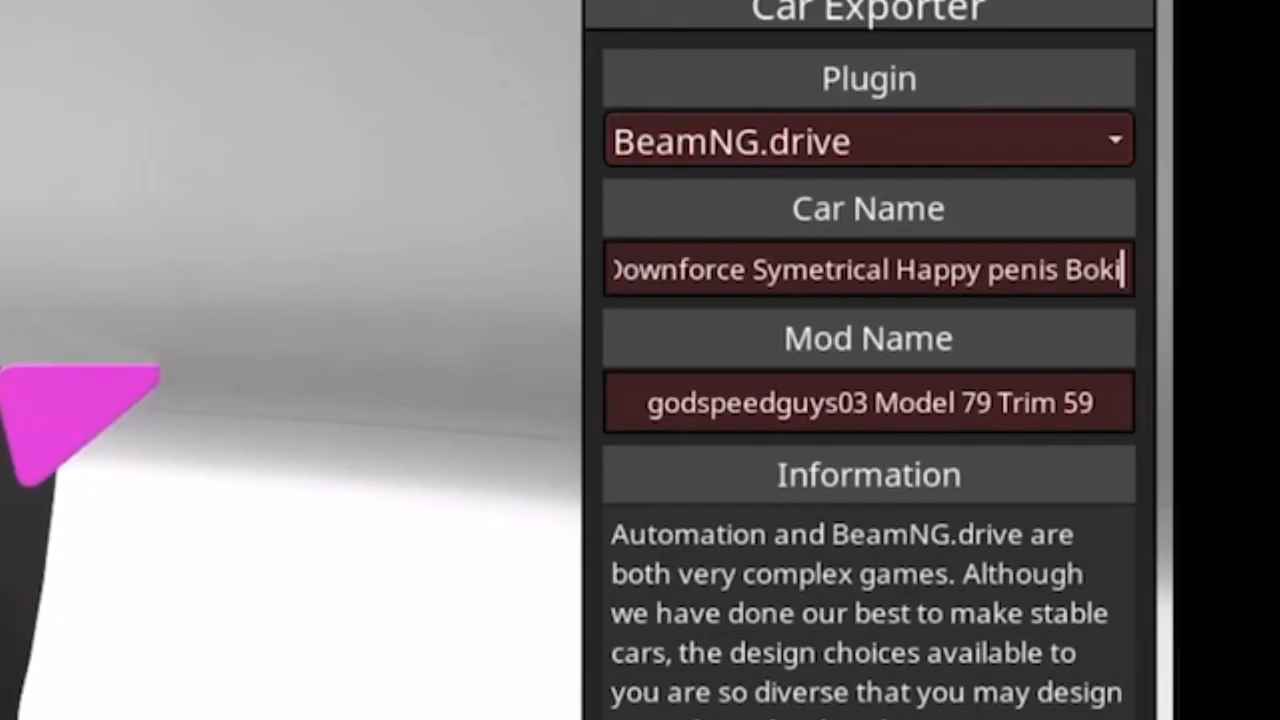 Car Exporter
Plugin
BeamNG.drive
Car Name
Downforce Symetrical Happy penis Boki
Mod Name
godspeedguys03 Model 79 Trim 59
Information
Automation and BeamNG.drive are
both very complex games. Although
we have done our best to make stable
cars, the design choices available to
you are so diverse that you may design